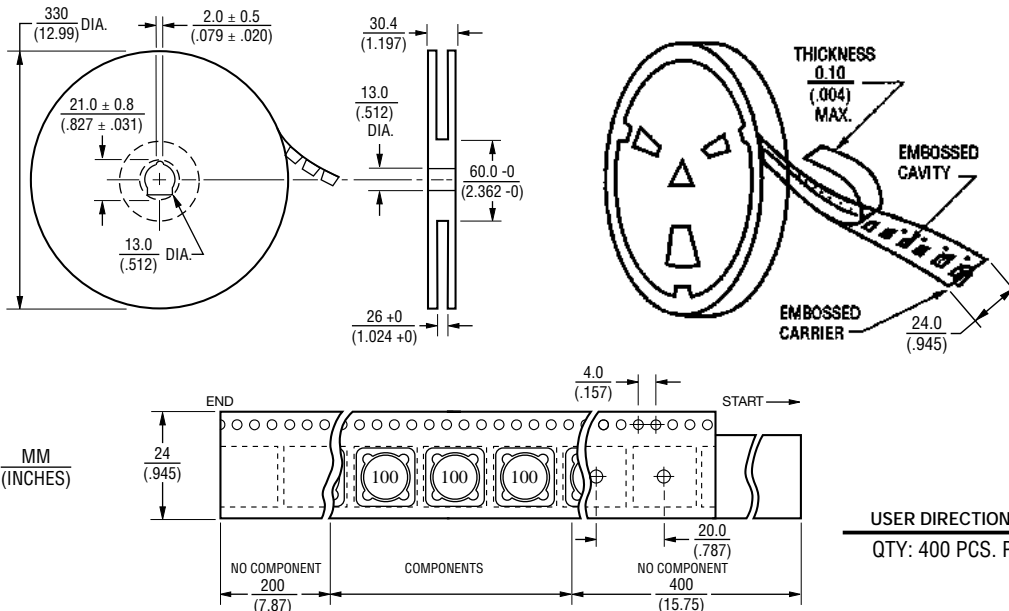 330
(12.99)
DIA.
2.0 ± 0.5
(.079 ± .020)
21.0 ± 0.8
(.827 ± .031)
13.0
(.512)
DIA.
30.4
(1.197)
13.0
(.512)
DIA.
60.0 -0
(2.362 -0)
26 +0
(1.024 +0)
THICKNESS
0.10
(.004)
MAX.
EMBOSSED
CAVITY
EMBOSSED
CARRIER
24.0
(.945)
MM
(INCHES)
END
START
4.0
(.157)
24
(.945)
100
100
100
20.0
(.787)
NO COMPONENT
200
(7.87)
COMPONENTS
NO COMPONENT
400
(15.75)
USER DIRECTION
QTY: 400 PCS.